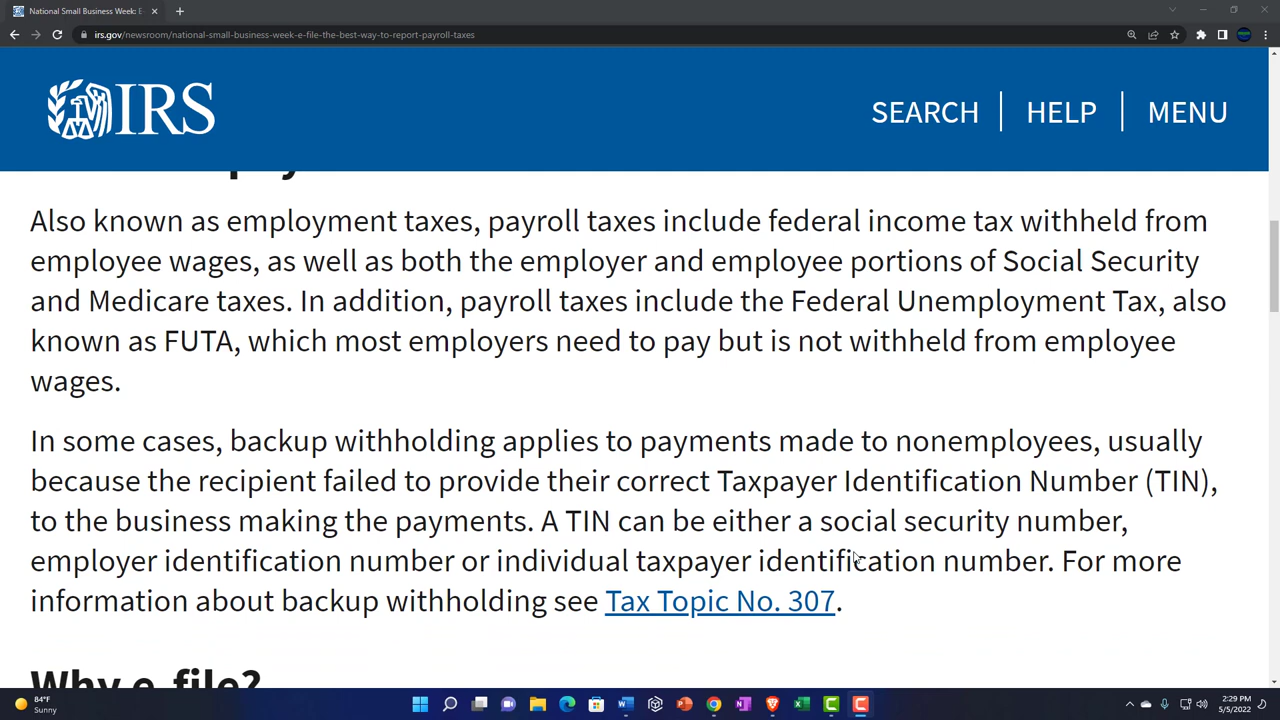 National Small Business Week: E-
irs.gov/newsroom/national-small-business-week-e-file-the-best-way-to-report-payroll-taxes
IRS
SEARCH HELP MENU
Also known as employment taxes, payroll taxes include federal income tax withheld from
employee wages, as well as both the employer and employee portions of Social Security
and Medicare taxes. In addition, payroll taxes include the Federal Unemployment Tax, also
known as FUTA, which most employers need to pay but is not withheld from employee
wages.
In some cases, backup withholding applies to payments made to nonemployees, usually
because the recipient failed to provide their correct Taxpayer Identification Number (TIN),
to the business making the payments. A TIN can be either a social security number,
employer identification number or individual taxpayer identification number. For more
information about backup withholding see Tax Topic No. 307.
Why e-file?
84°F
Sunny
2:29 PM
5/5/2022